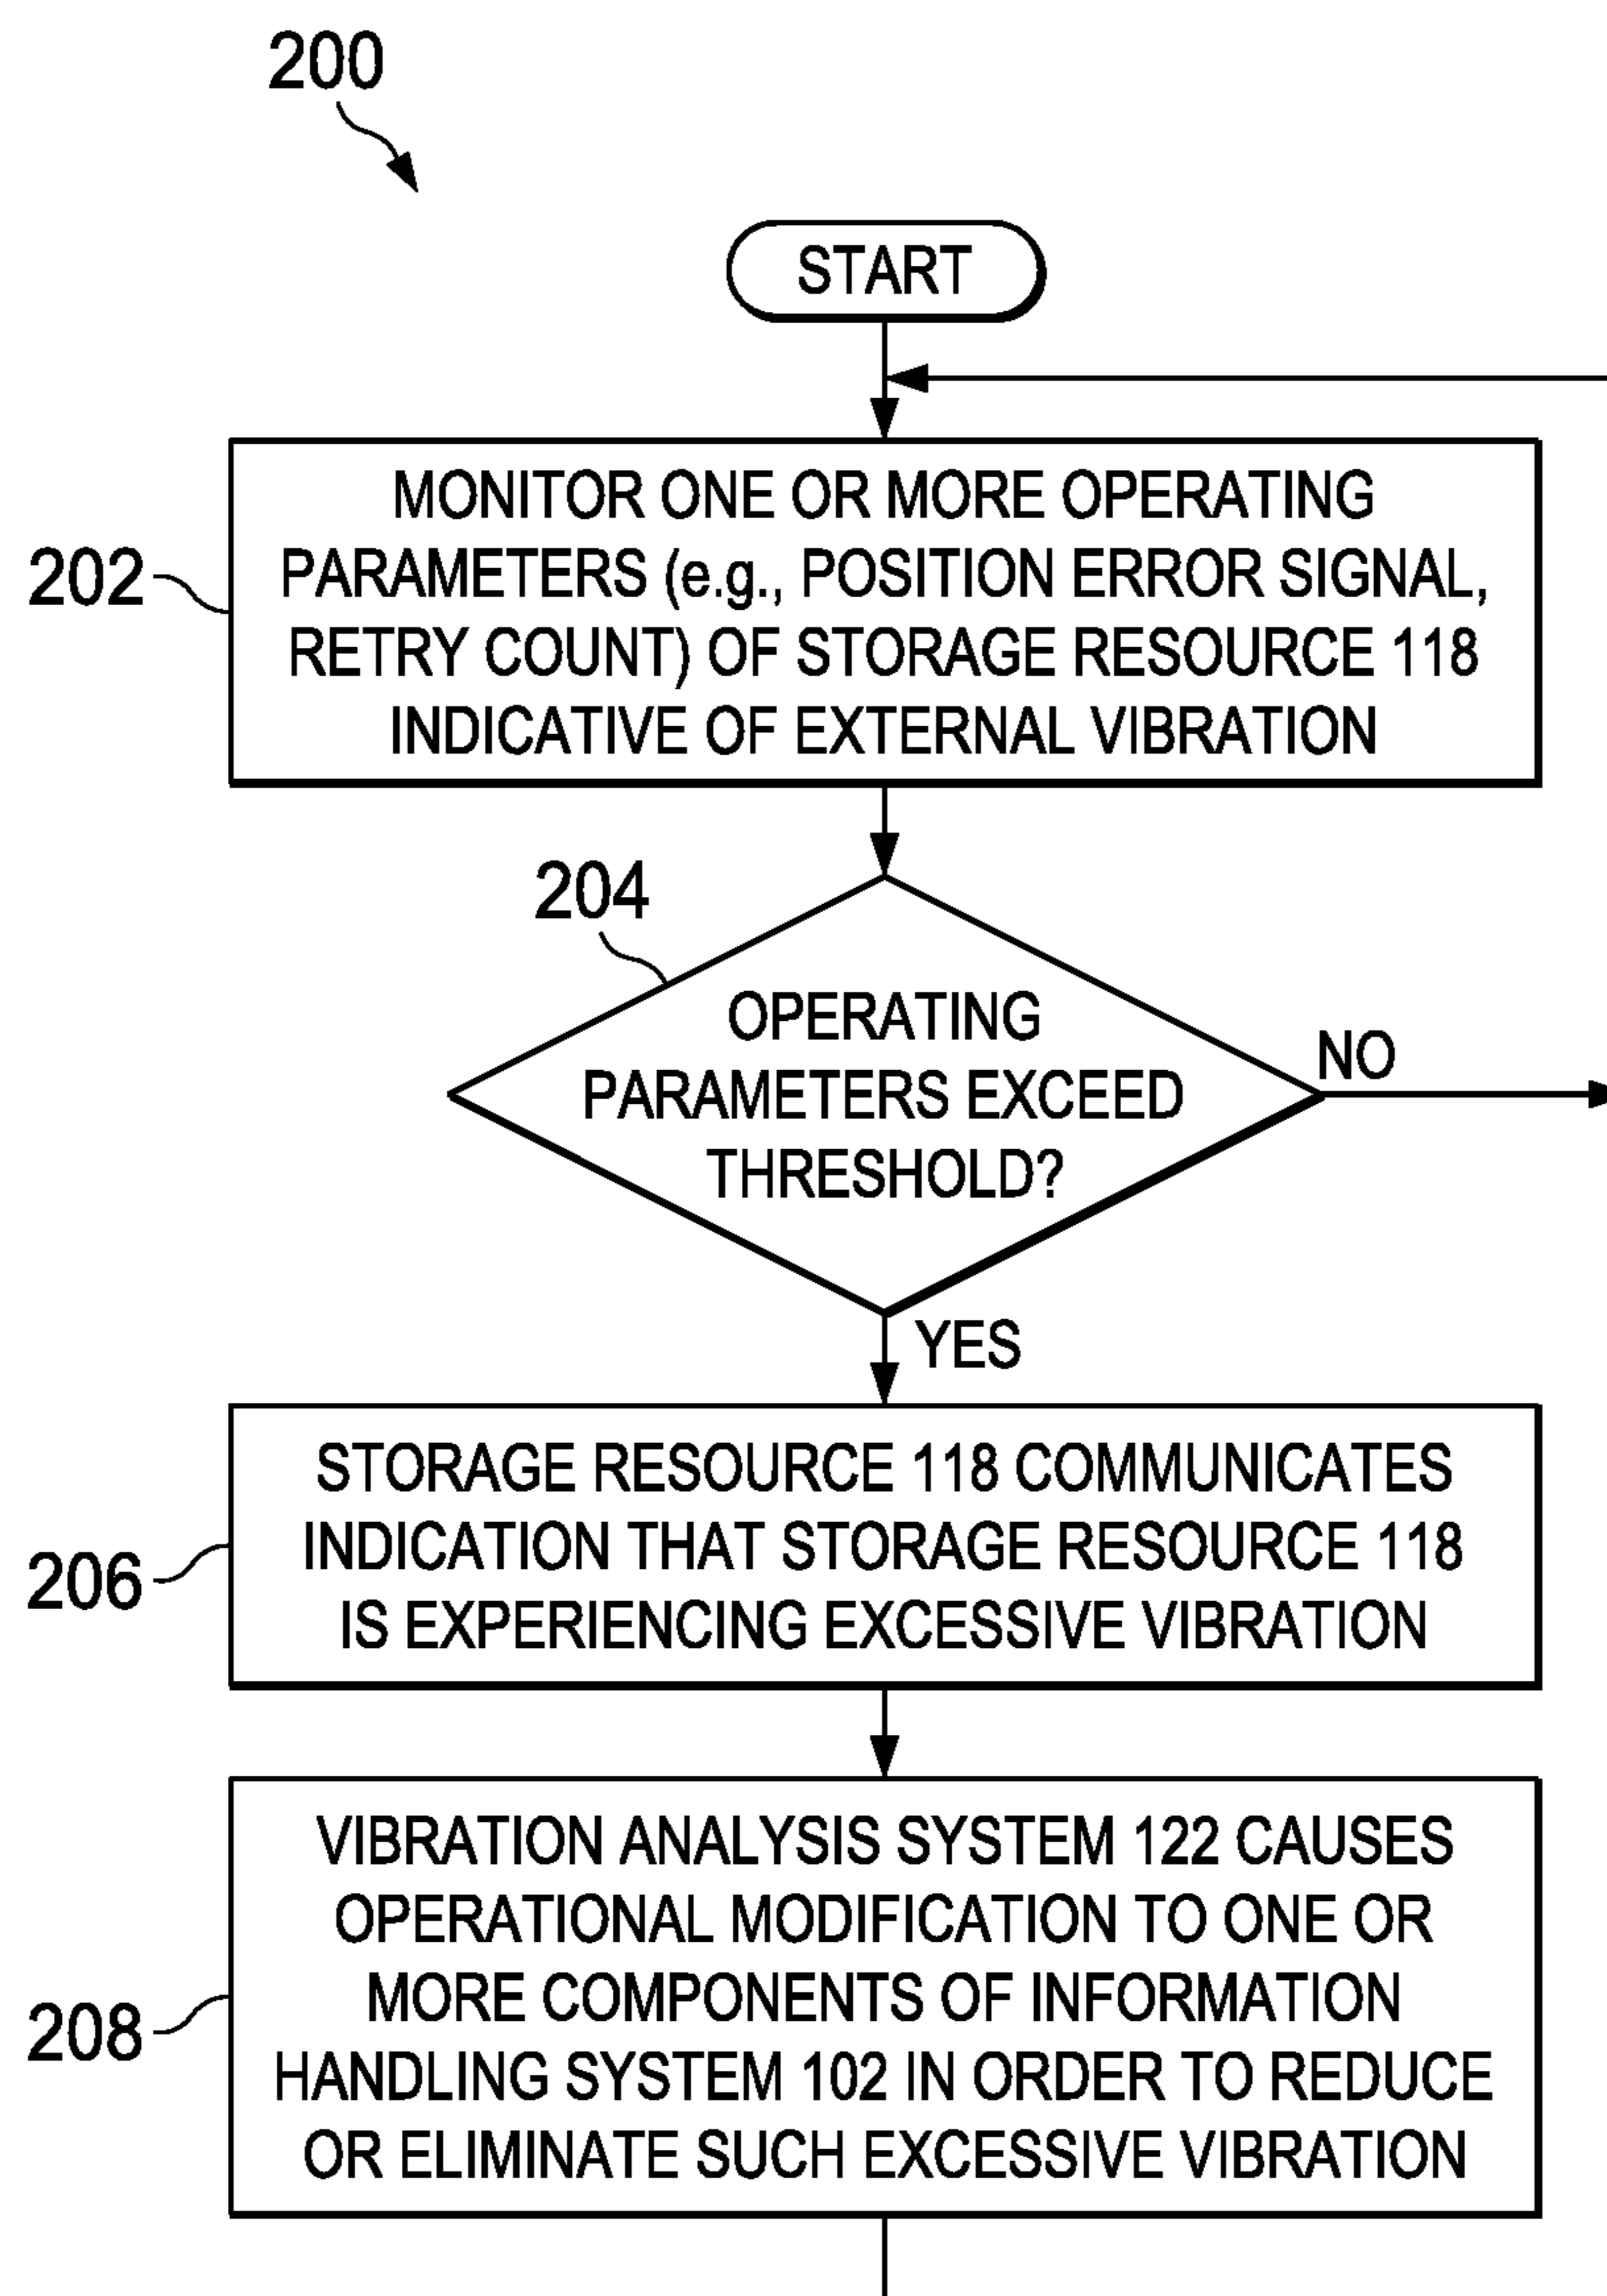 200
START
MONITOR ONE OR MORE OPERATING
PARAMETERS (e.g., POSITION ERROR SIGNAL,
RETRY COUNT) OF STORAGE RESOURCE 118
INDICATIVE OF EXTERNAL VIBRATION
202
204
OPERATING
PARAMETERS EXCEED
THRESHOLD?
NO
YES
STORAGE RESOURCE 118 COMMUNICATES
INDICATION THAT STORAGE RESOURCE 118
IS EXPERIENCING EXCESSIVE VIBRATION
206
VIBRATION ANALYSIS SYSTEM 122 CAUSES
OPERATIONAL MODIFICATION TO ONE OR
MORE COMPONENTS OF INFORMATION
HANDLING SYSTEM 102 IN ORDER TO REDUCE
OR ELIMINATE SUCH EXCESSIVE VIBRATION
208